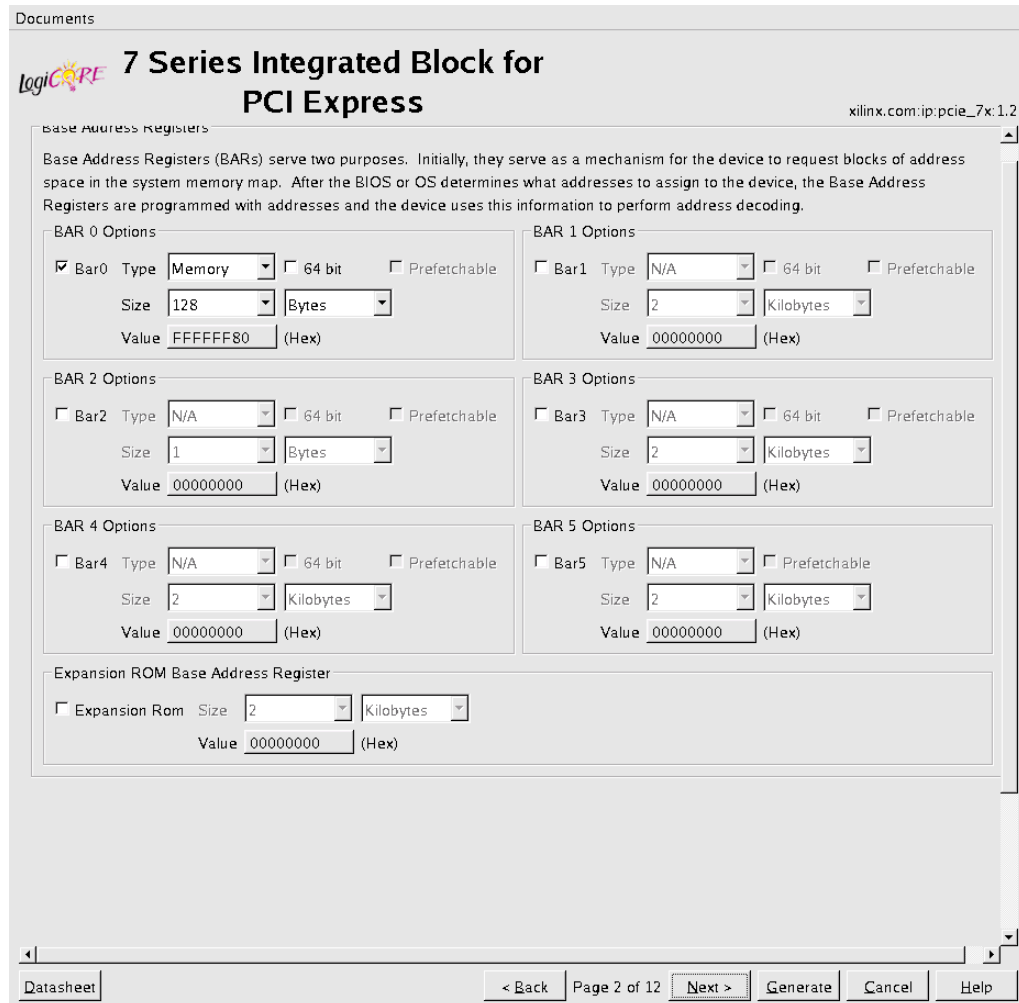 Documents
LogiCORE
7 Series Integrated Block for
PCI Express
xilinx.com:ip:pcie_7x:1.2
Base Address Registers
Base Address Registers (BARs) serve two purposes. Initially, they serve as a mechanism for the device to request blocks of address
space in the system memory map. After the BIOS or OS determines what addresses to assign to the device, the Base Address
Registers are programmed with addresses and the device uses this information to perform address decoding.
BAR 0 Options
Bar0 Type Memory 64 bit Prefetchable
Size 128 Bytes
Value FFFFFF80 (Hex)
BAR 1 Options
Bar1 Type N/A 64 bit Prefetchable
Size 2 Kilobytes
Value 00000000 (Hex)
BAR 2 Options
Bar2 Type N/A 64 bit Prefetchable
Size 1 Bytes
Value 00000000 (Hex)
BAR 3 Options
Bar3 Type N/A 64 bit Prefetchable
Size 2 Kilobytes
Value 00000000 (Hex)
BAR 4 Options
Bar4 Type N/A 64 bit Prefetchable
Size 2 Kilobytes
Value 00000000 (Hex)
BAR 5 Options
Bar5 Type N/A Prefetchable
Size 2 Kilobytes
Value 00000000 (Hex)
Expansion ROM Base Address Register
Expansion Rom Size 2 Kilobytes
Value 00000000 (Hex)
Datasheet < Back Page 2 of 12 Next > Generate Cancel Help